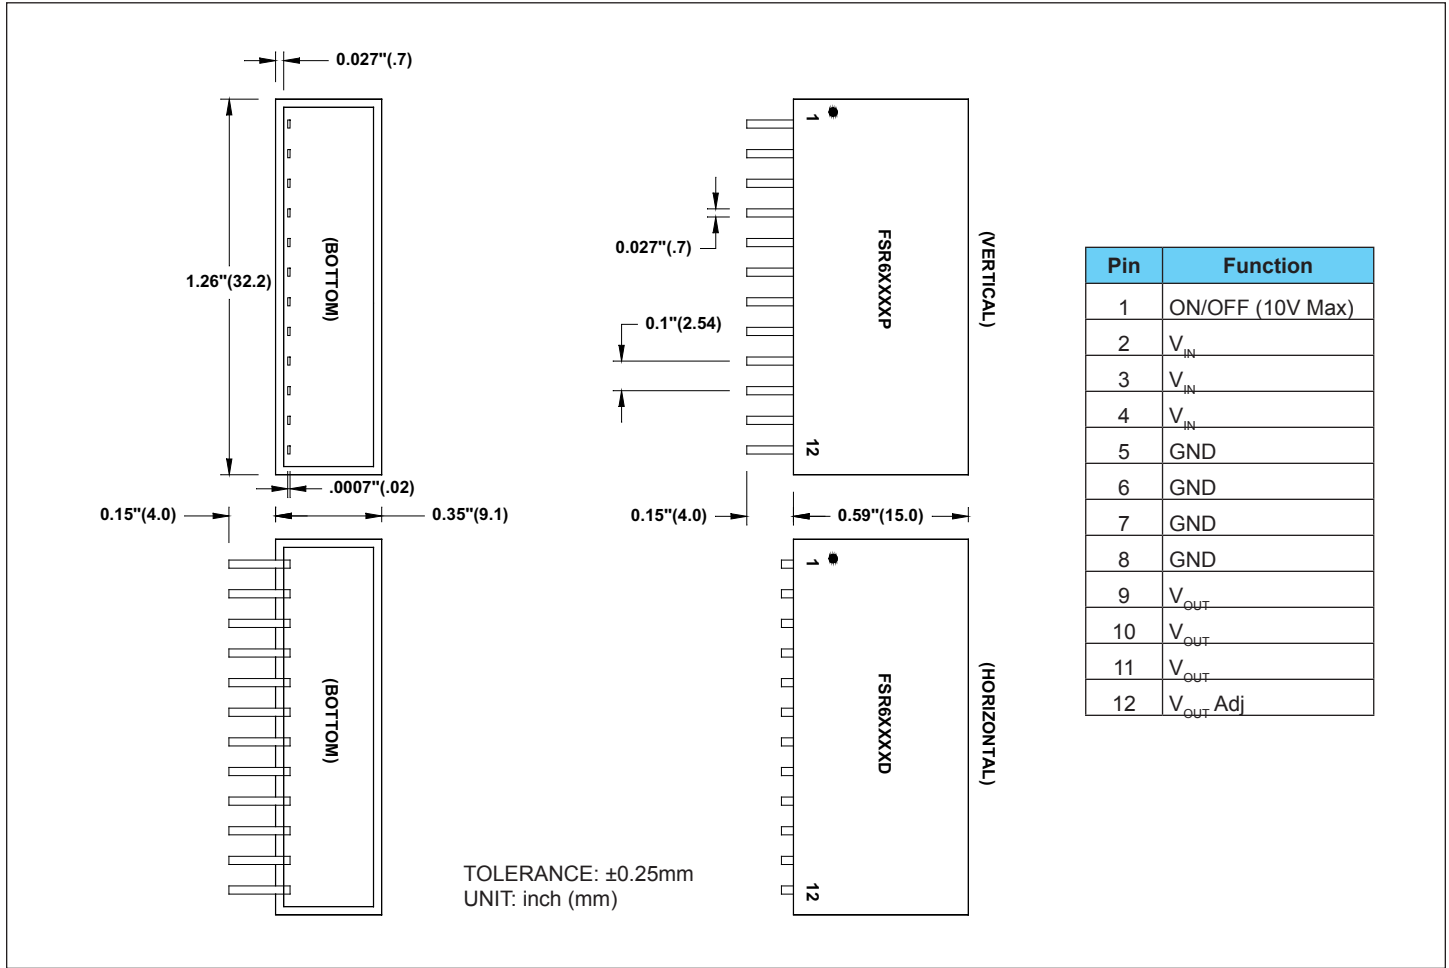 0.027"(.7)
1.26"(32.2)
(BOTTOM)
.0007"(.02)
0.15"(4.0)
0.35"(9.1)
(BOTTOM)
1
12
FSR6XXXXP
(VERTICAL)
0.027"(.7)
0.1"(2.54)
0.15"(4.0)
0.59"(15.0)
1
12
FSR6XXXXD
(HORIZONTAL)
TOLERANCE: ±0.25mm
UNIT: inch (mm)
Pin Function
1 ON/OFF (10V Max)
2 VIN
3 VIN
4 VIN
5 GND
6 GND
7 GND
8 GND
9 VOUT
10 VOUT
11 VOUT
12 VOUT Adj